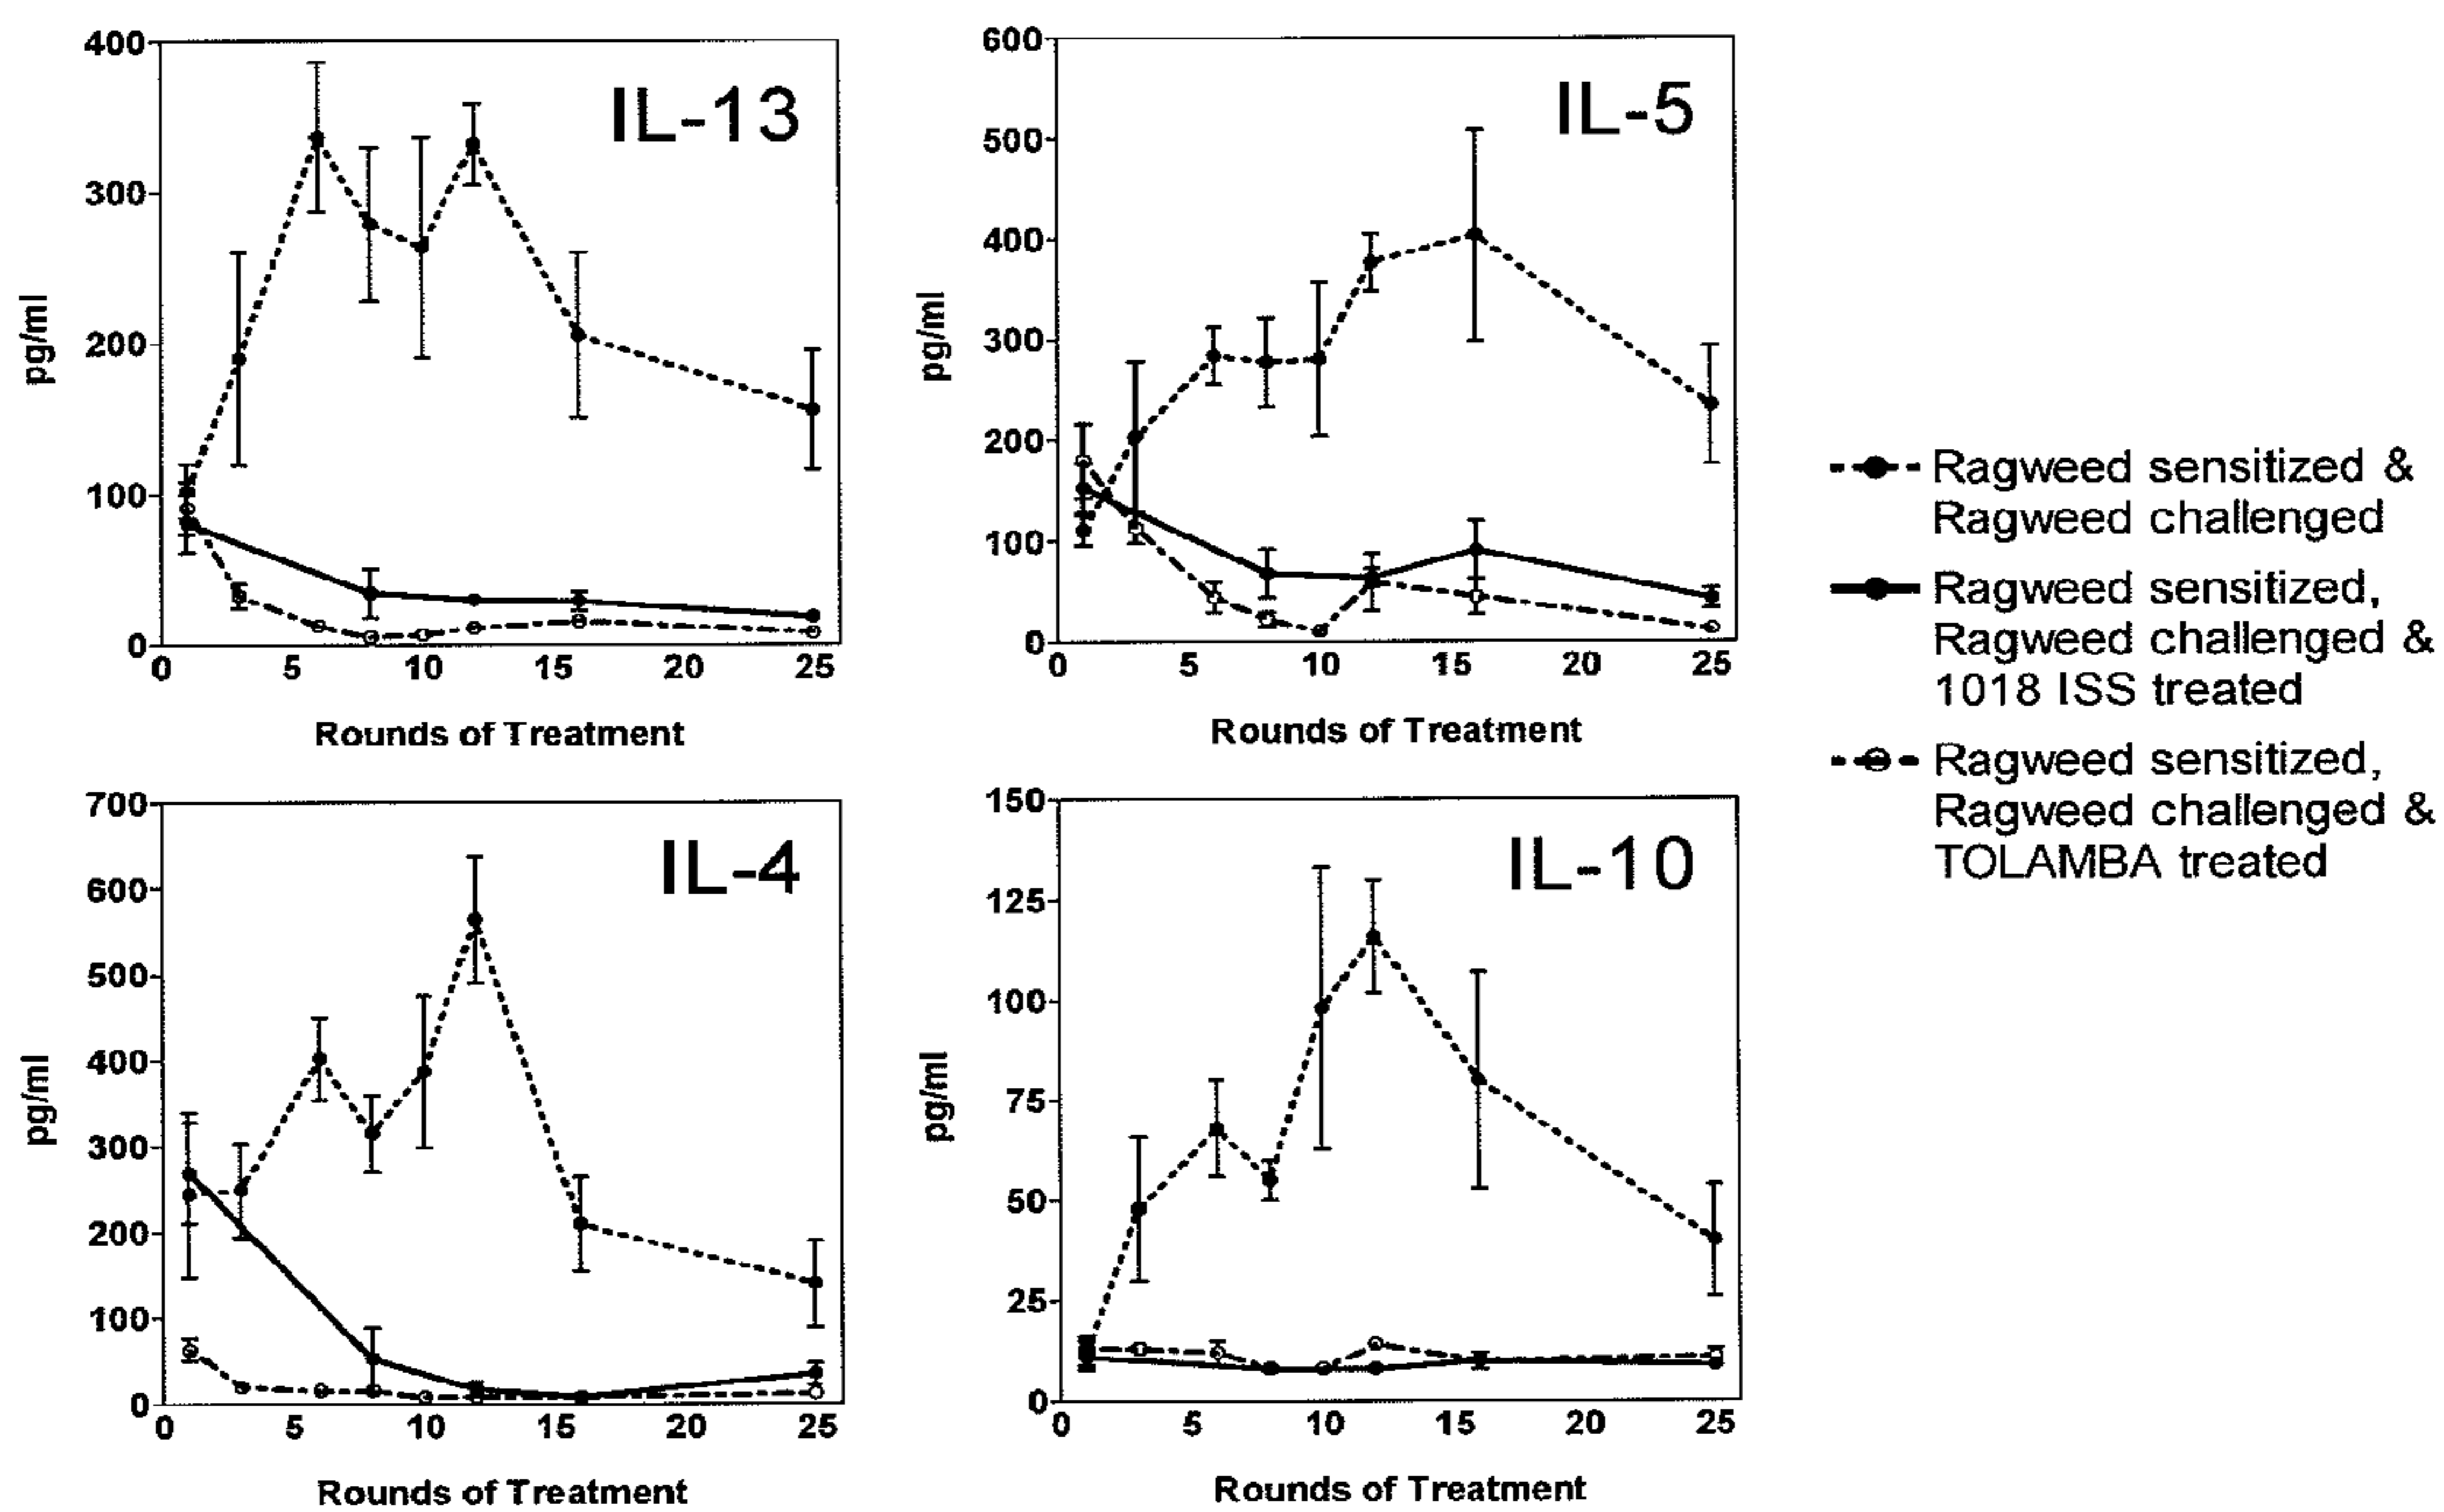 400
300
200
100
0
pg/ml
IL-13
0 5 10 15 20 25
Rounds of Treatment
600
500
400
300
200
100
0
pg/ml
IL-5
0 5 10 15 20 25
Rounds of Treatment
700
600
500
400
300
200
100
0
pg/ml
IL-4
0 5 10 15 20 25
Rounds of Treatment
150
125
100
75
50
25
0
pg/ml
IL-10
0 5 10 15 20 25
Rounds of Treatment
Ragweed sensitized &
Ragweed challenged
Ragweed sensitized,
Ragweed challenged &
1018 ISS treated
Ragweed sensitized,
Ragweed challenged &
TOLAMBA treated